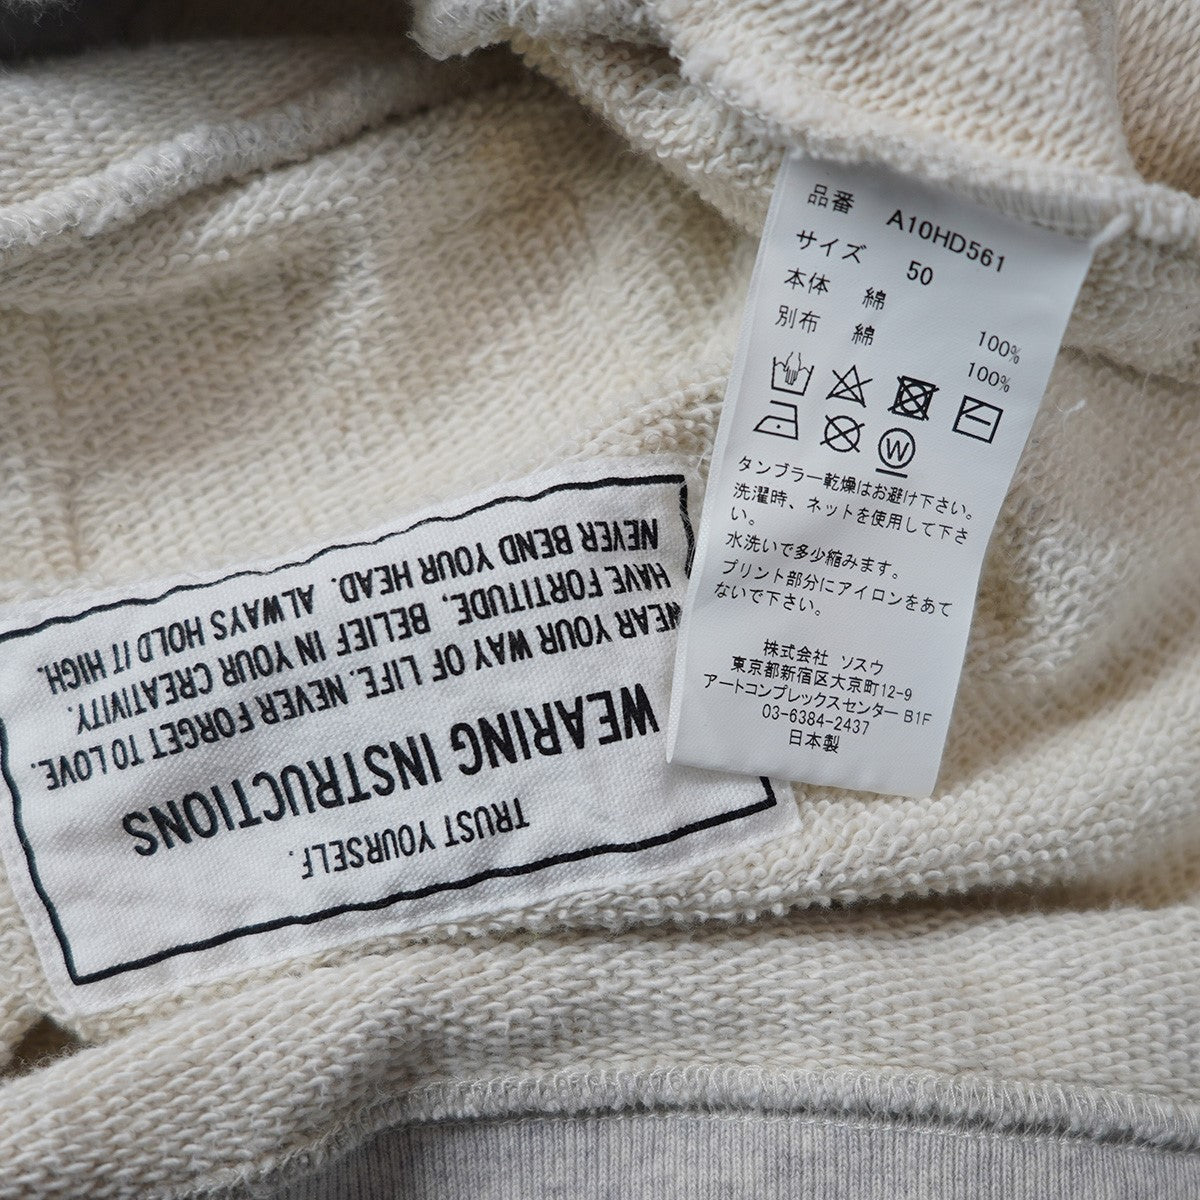 品番 A10HD561
サイズ 50
本体 綿 100%
別布 綿 100%
W
タンブラー乾燥はお避け下さい。
洗濯時、ネットを使用して下さ
い。
水洗いで多少縮みます。
プリント部分にアイロンをあて
ないで下さい。
株式会社 ソスウ
東京都新宿区大京町12-9
アートコンプレックスセンター B1F
03-6384-2437
日本製
TRUST YOURSELF.
WEARING INSTRUCTIONS
WEAR YOUR WAY OF LIFE. NEVER FORGET TO LOVE.
HAVE FORTITUDE, BELIEF IN YOUR CREATIVITY.
NEVER BEND YOUR HEAD. ALWAYS HOLD IT HIGH.